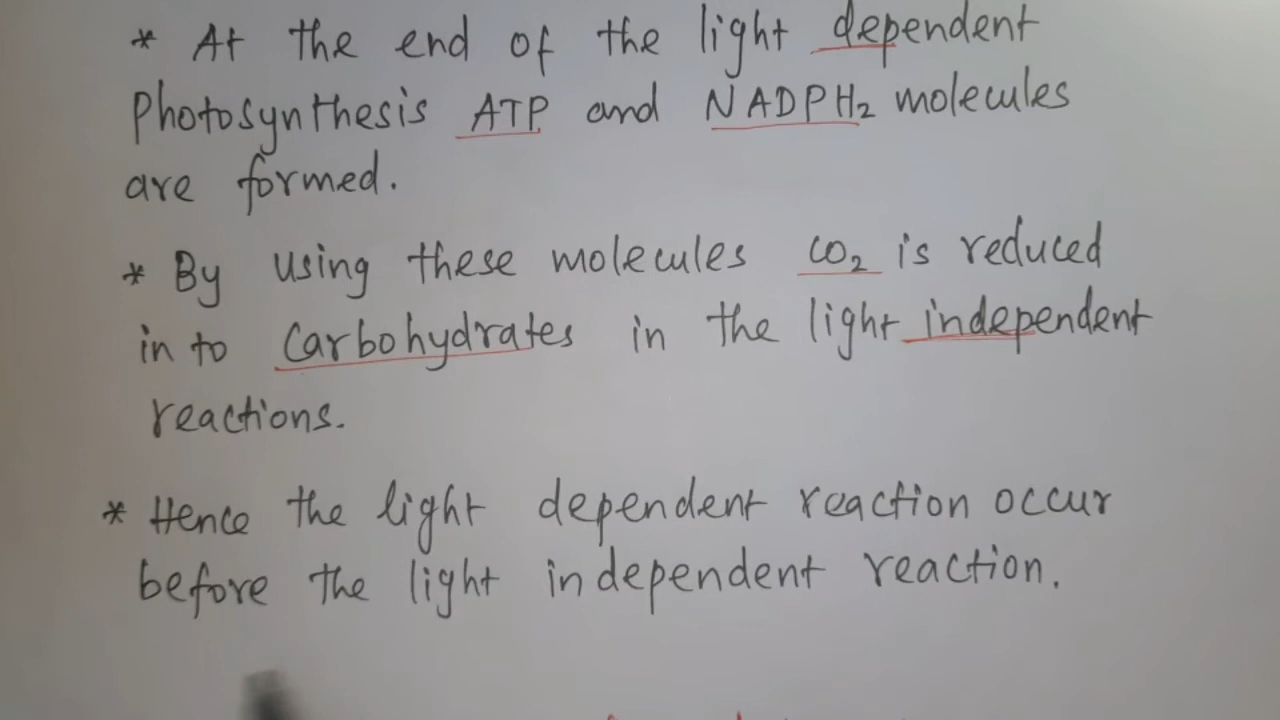 * At the end of the light dependent
Photosynthesis ATP and NADPH₂ molecules
are formed.
* By using these molecules CO₂ is reduced
in to Carbohydrates in the light independent
reactions.
* Hence the light dependent reaction occur
before the light independent reaction.